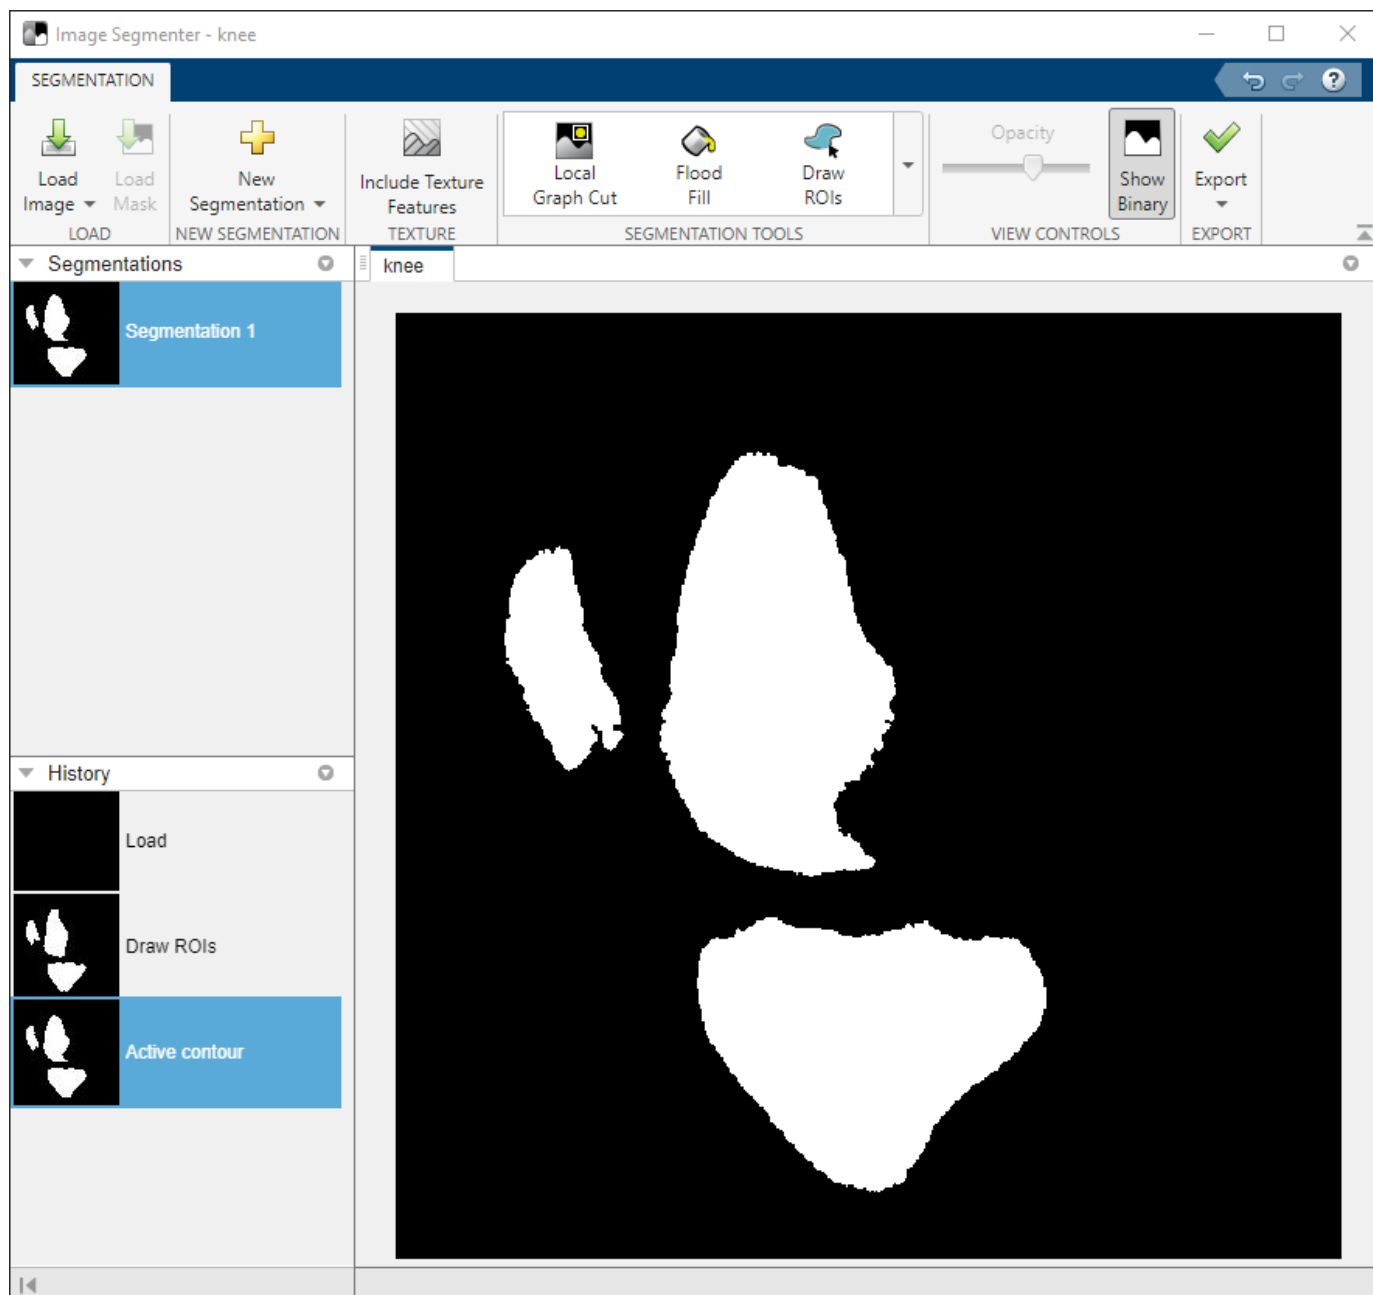 Image Segmenter - knee
SEGMENTATION
Load
Image
Load
Mask
New
Segmentation
Include Texture
Features
Local
Graph Cut
Flood
Fill
Draw
ROIs
Opacity
Show
Binary
Export
LOAD
NEW SEGMENTATION
TEXTURE
SEGMENTATION TOOLS
VIEW CONTROLS
EXPORT
Segmentations
knee
Segmentation 1
History
Load
Draw ROIs
Active contour